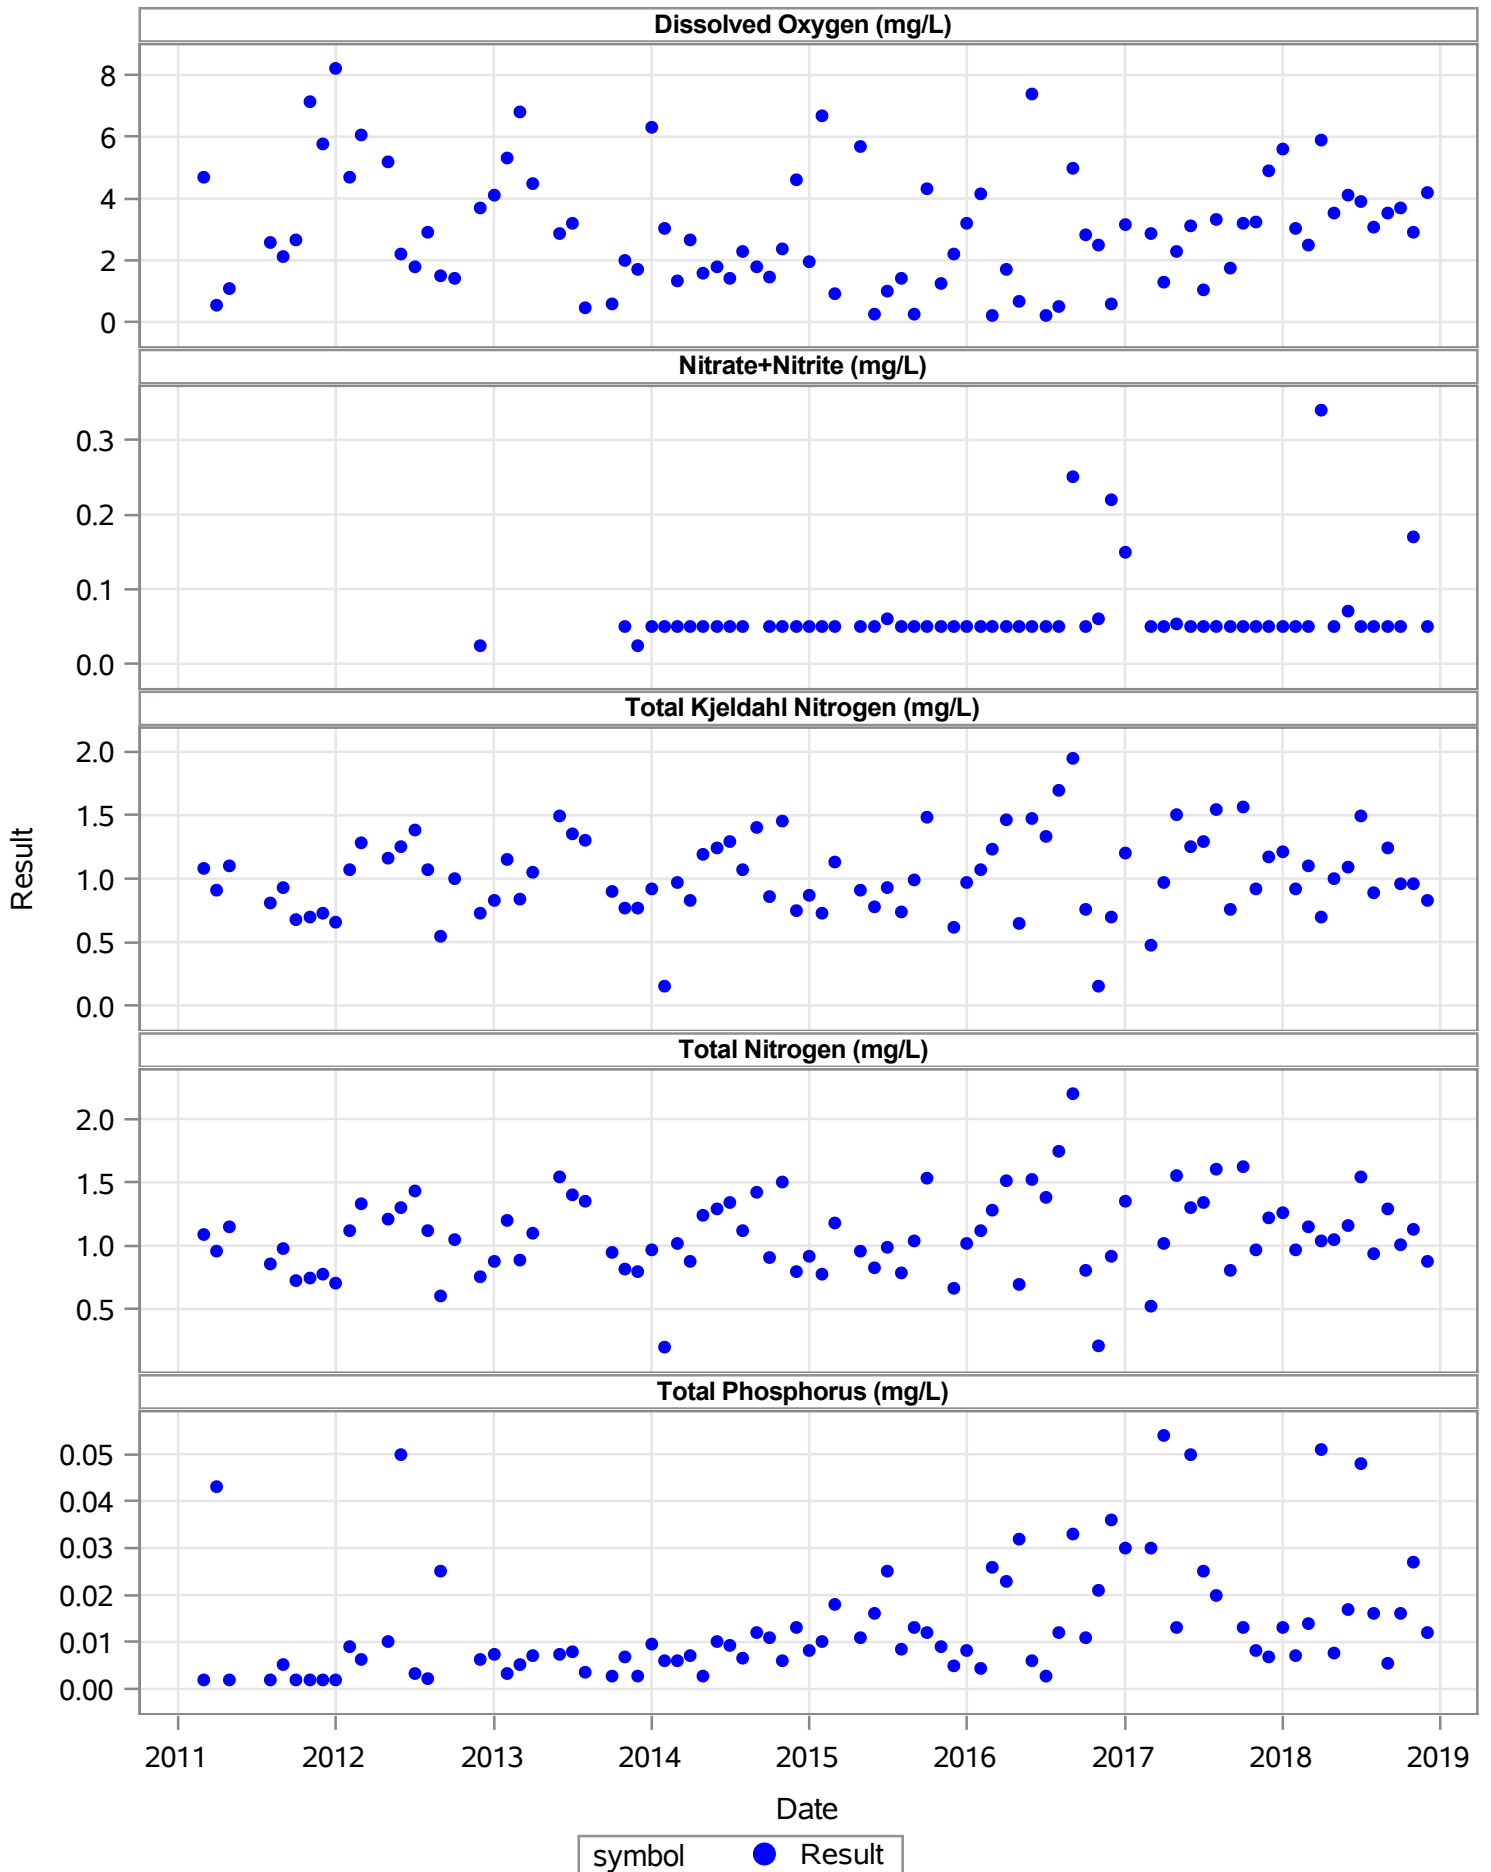 Dissolved Oxygen (mg/L)
8
6
4
2
0
Nitrate+Nitrite (mg/L)
0.3
0.2
0.1
0.0
Total Kjeldahl Nitrogen (mg/L)
2.0
1.5
1.0
0.5
0.0
Result
Total Nitrogen (mg/L)
2.0
1.5
1.0
0.5
Total Phosphorus (mg/L)
0.05
0.04
0.03
0.02
0.01
0.00
2011 2012 2013 2014 2015 2016 2017 2018 2019
Date
symbol Result